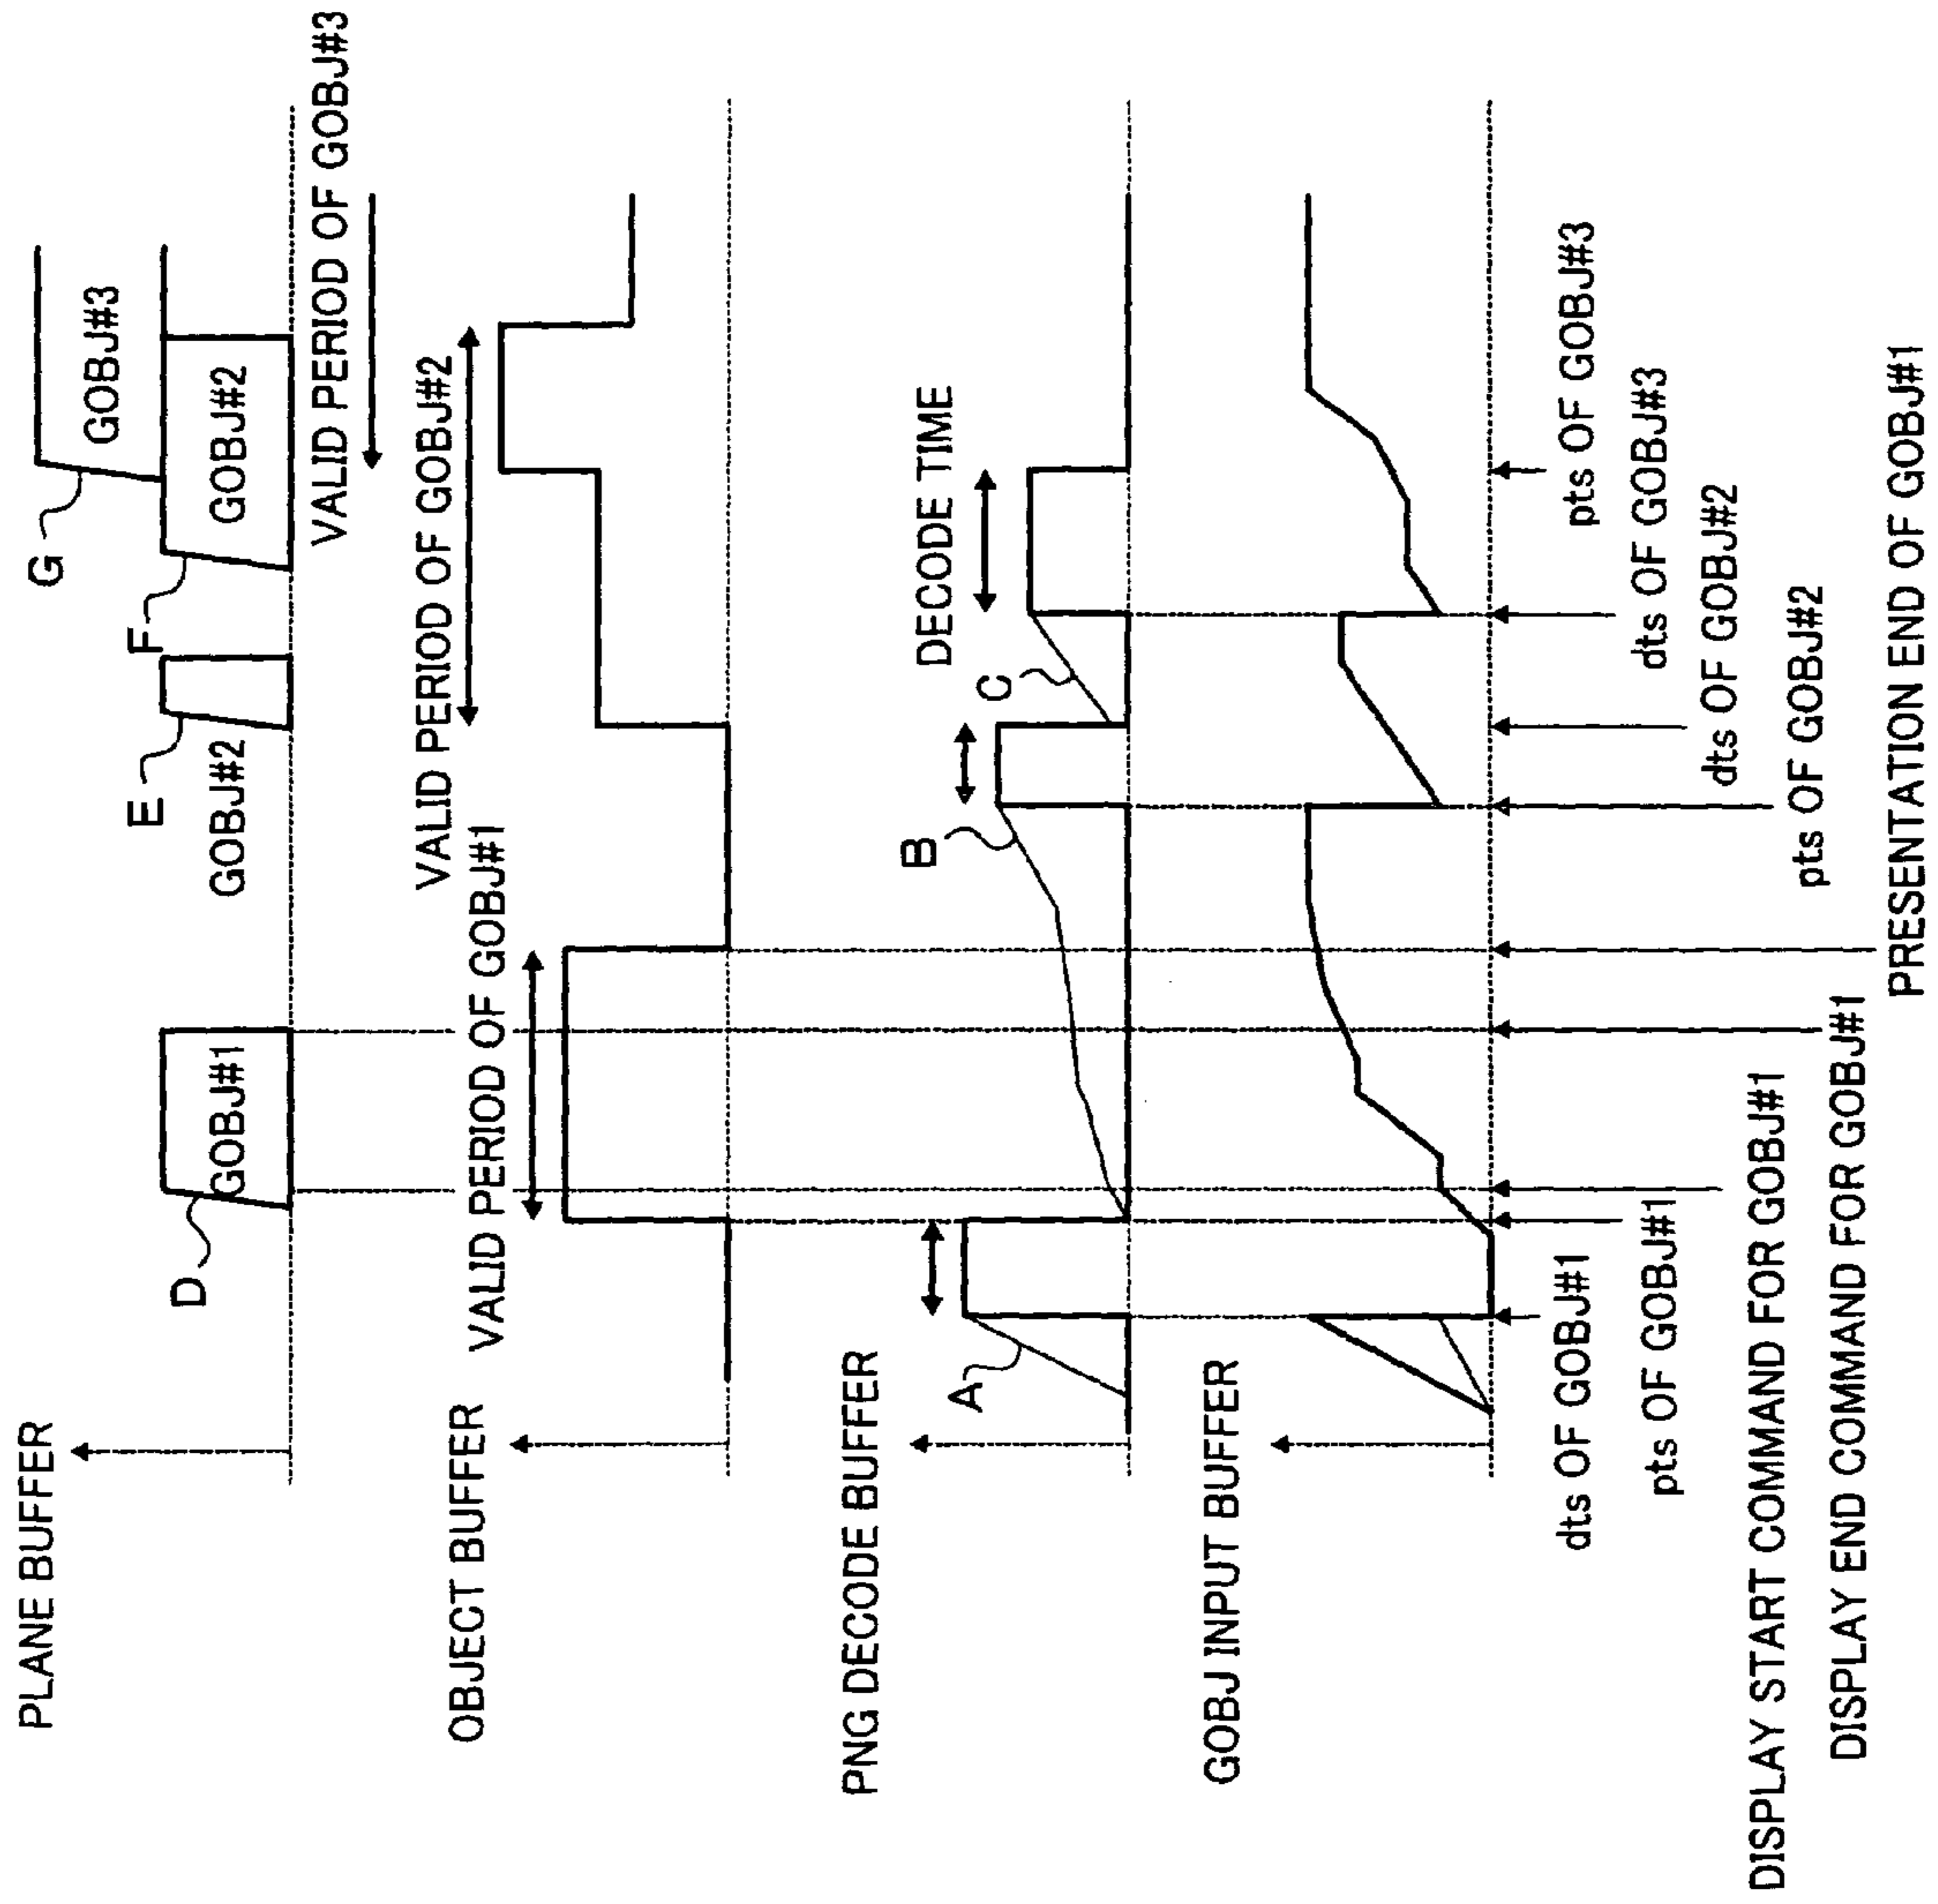 PLANE BUFFER
D
GOBJ#1
E
GOBJ#2
F
GOBJ#2
G
GOBJ#3
VALID PERIOD OF GOBJ#3
OBJECT BUFFER
VALID PERIOD OF GOBJ#1
VALID PERIOD OF GOBJ#2
PNG DECODE BUFFER
A
B
C
DECODE TIME
GOBJ INPUT BUFFER
dts OF GOBJ#1
pts OF GOBJ#1
DISPLAY START COMMAND FOR GOBJ#1
DISPLAY END COMMAND FOR GOBJ#1
PRESENTATION END OF GOBJ#1
pts OF GOBJ#2
dts OF GOBJ#2
dts OF GOBJ#3
pts OF GOBJ#3